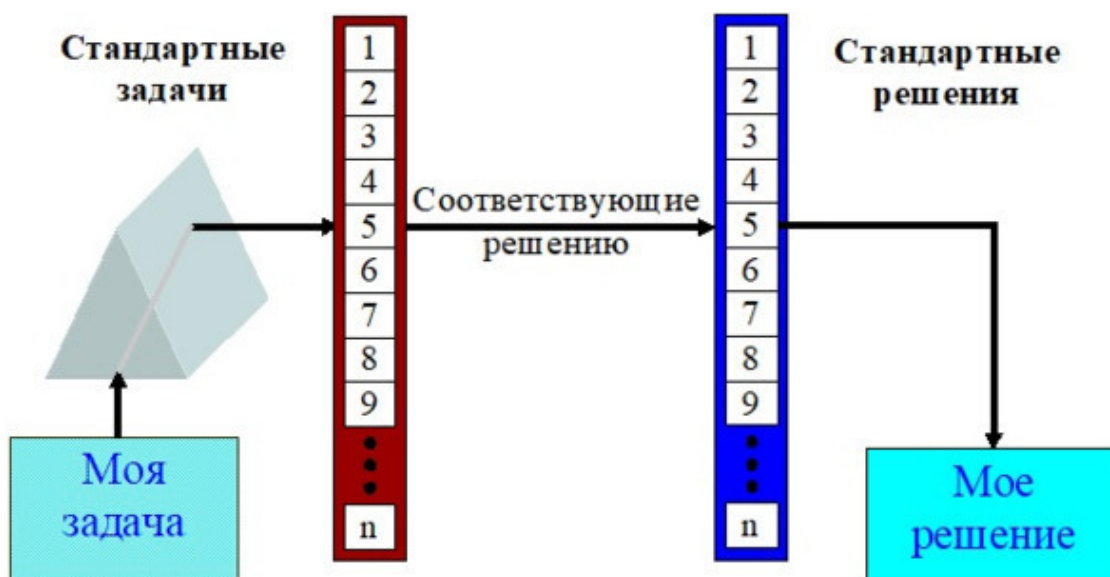 Стандартные
задачи
1
2
3
4
5
6
7
8
9
n
Соответствующие
решению
1
2
3
4
5
6
7
8
9
n
Стандартные
решения
Моя
задача
Мое
решение